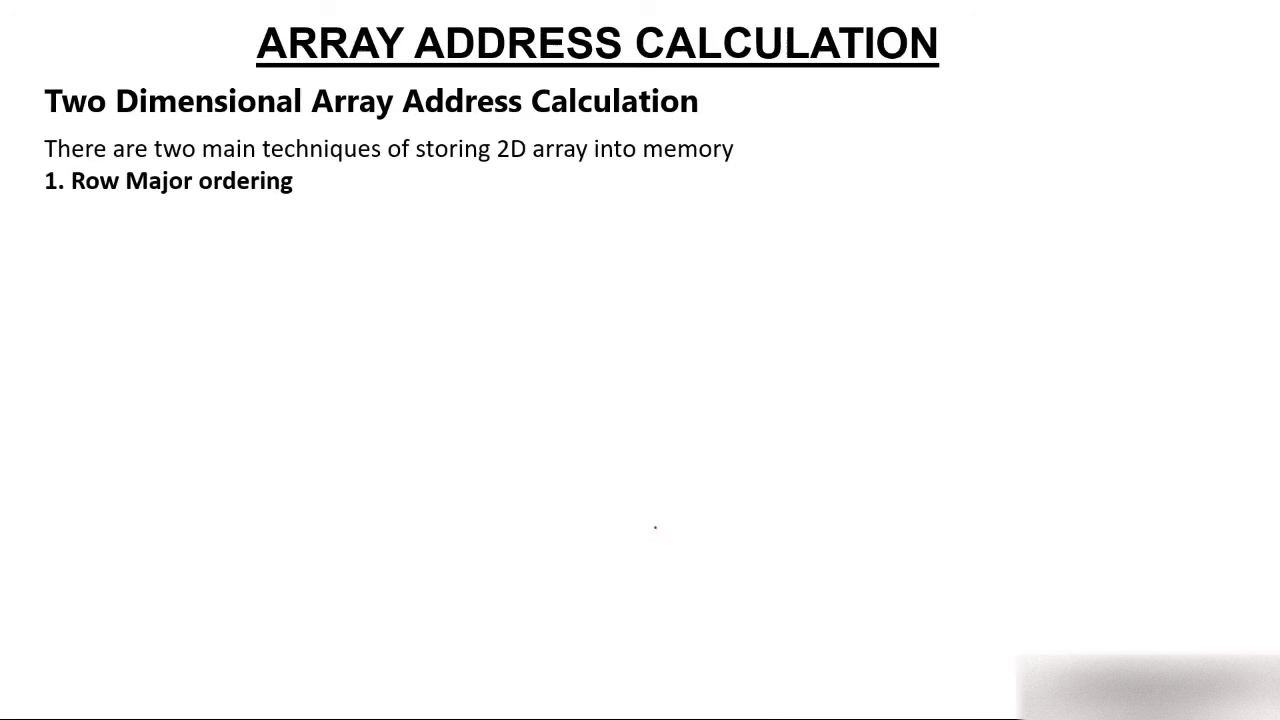 ARRAY ADDRESS CALCULATION
Two Dimensional Array Address Calculation
There are two main techniques of storing 2D array into memory
1. Row Major ordering